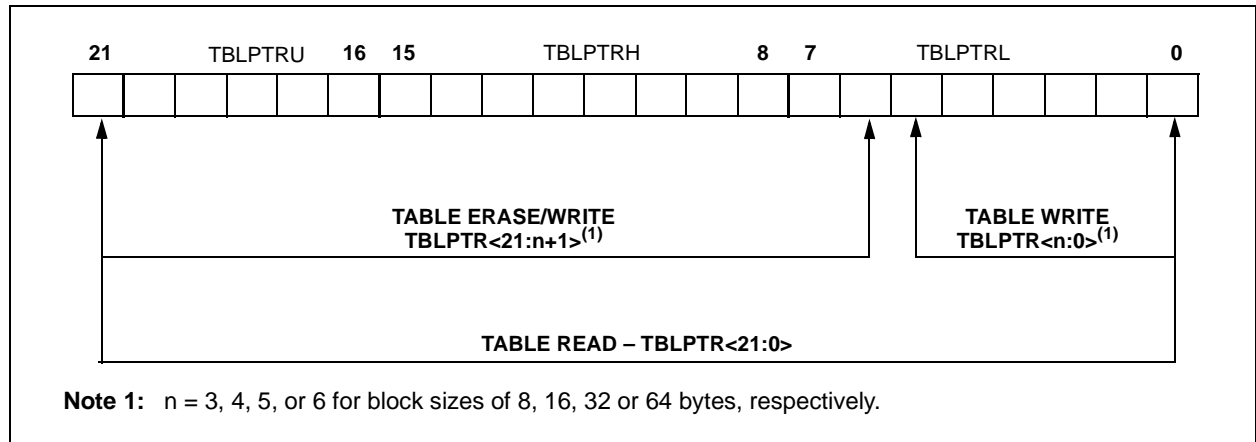 21 TBLPTRU 16 15 TBLPTRH 8 7 TBLPTRL 0
TABLE ERASE/WRITE
TBLPTR<21:n+1>(1)
TABLE WRITE
TBLPTR<n:0>(1)
TABLE READ – TBLPTR<21:0>
Note 1: n = 3, 4, 5, or 6 for block sizes of 8, 16, 32 or 64 bytes, respectively.